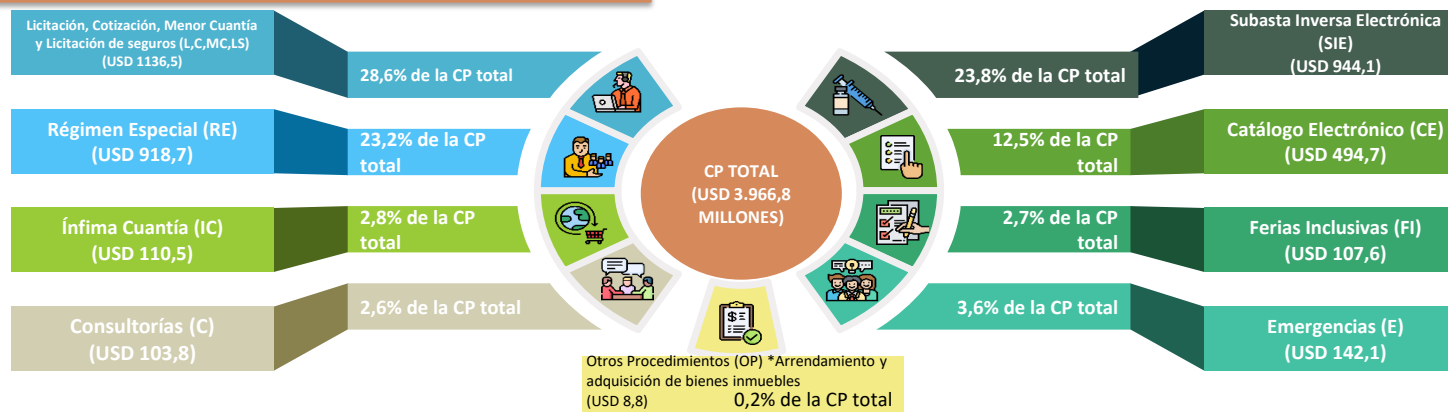 Licitación, Cotización, Menor Cuantía
y Licitación de seguros (L,C,MC,LS)
(USD 1136,5)
28,6% de la CP total
Régimen Especial (RE)
(USD 918,7)
23,2% de la CP
total
Ínfima Cuantía (IC)
(USD 110,5)
2,8% de la CP
total
Consultorías (C)
(USD 103,8)
2,6% de la CP total
CP TOTAL
(USD 3.966,8
MILLONES)
Subasta Inversa Electrónica
(SIE)
(USD 944,1)
23,8% de la CP total
Catálogo Electrónico (CE)
(USD 494,7)
12,5% de la CP
total
Ferias Inclusivas (FI)
(USD 107,6)
2,7% de la CP
total
Emergencias (E)
(USD 142,1)
3,6% de la CP total
Otros Procedimientos (OP) *Arrendamiento y
adquisición de bienes inmuebles
(USD 8,8) 0,2% de la CP total